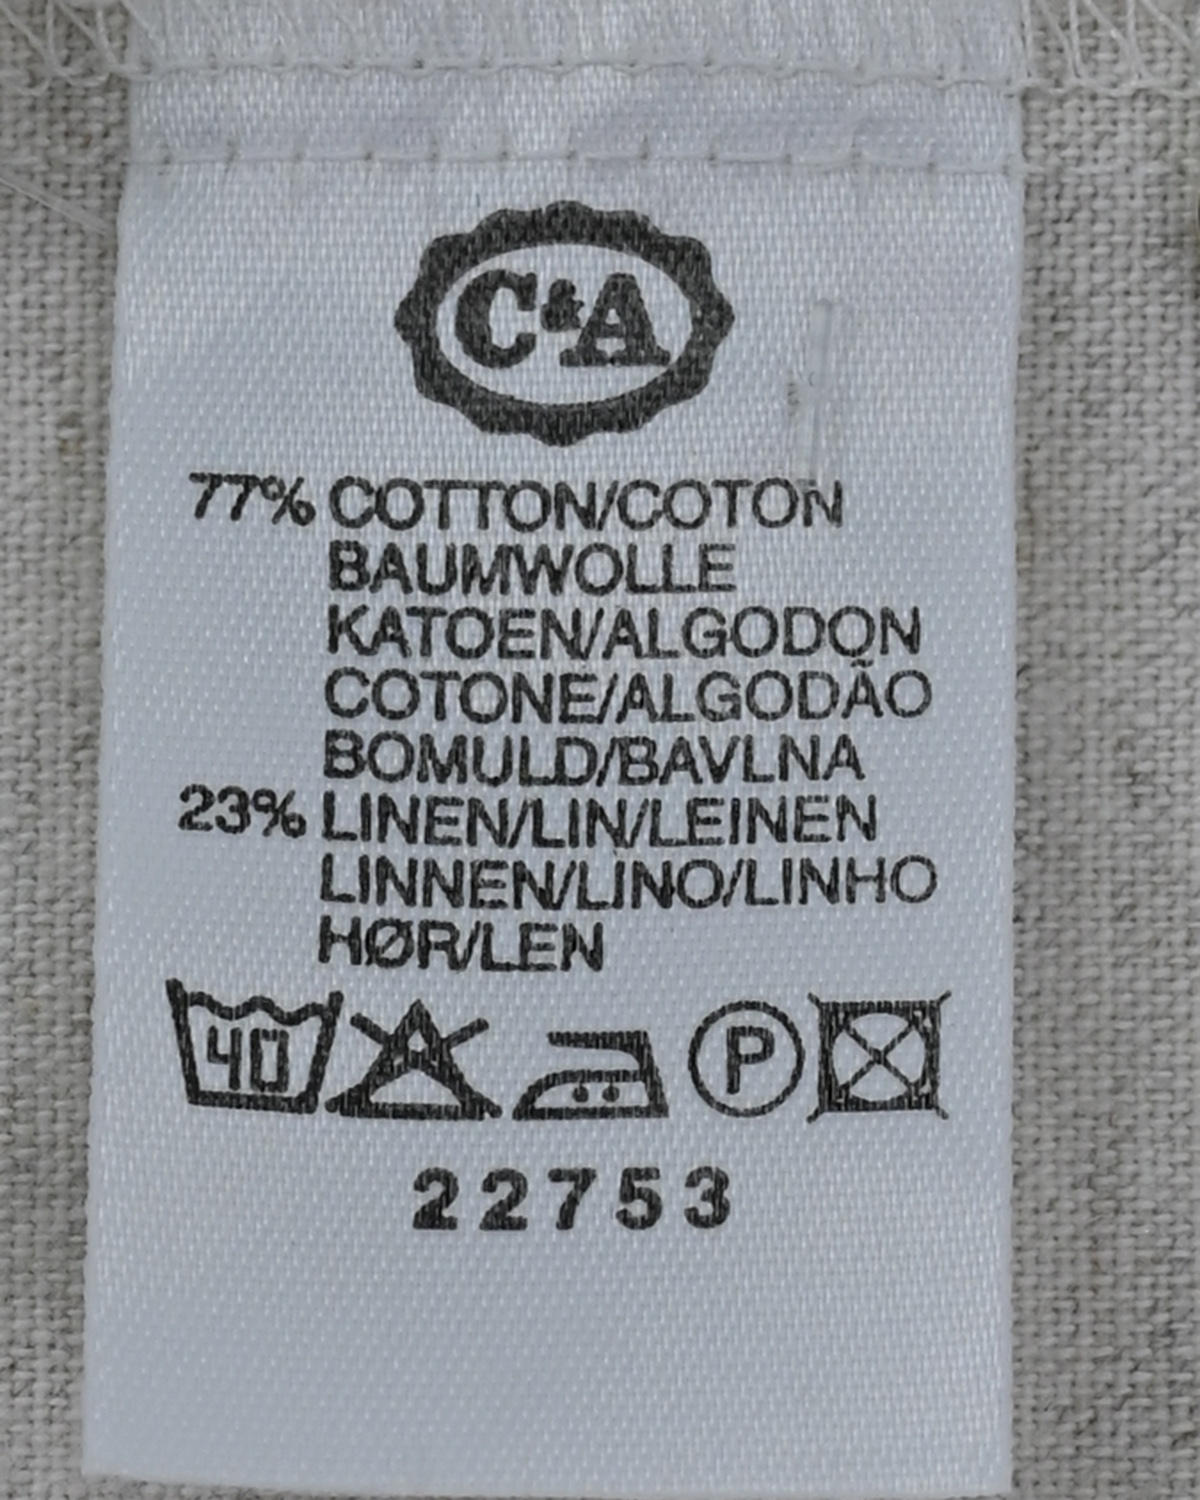 C&A
77% COTTON/COTON
BAUMWOLLE
KATOEN/ALGODON
COTONE/ALGODÃO
BOMULD/BAVLNA
23% LINEN/LIN/LEINEN
LINNEN/LINO/LINHO
HØR/LEN
40 P
22753